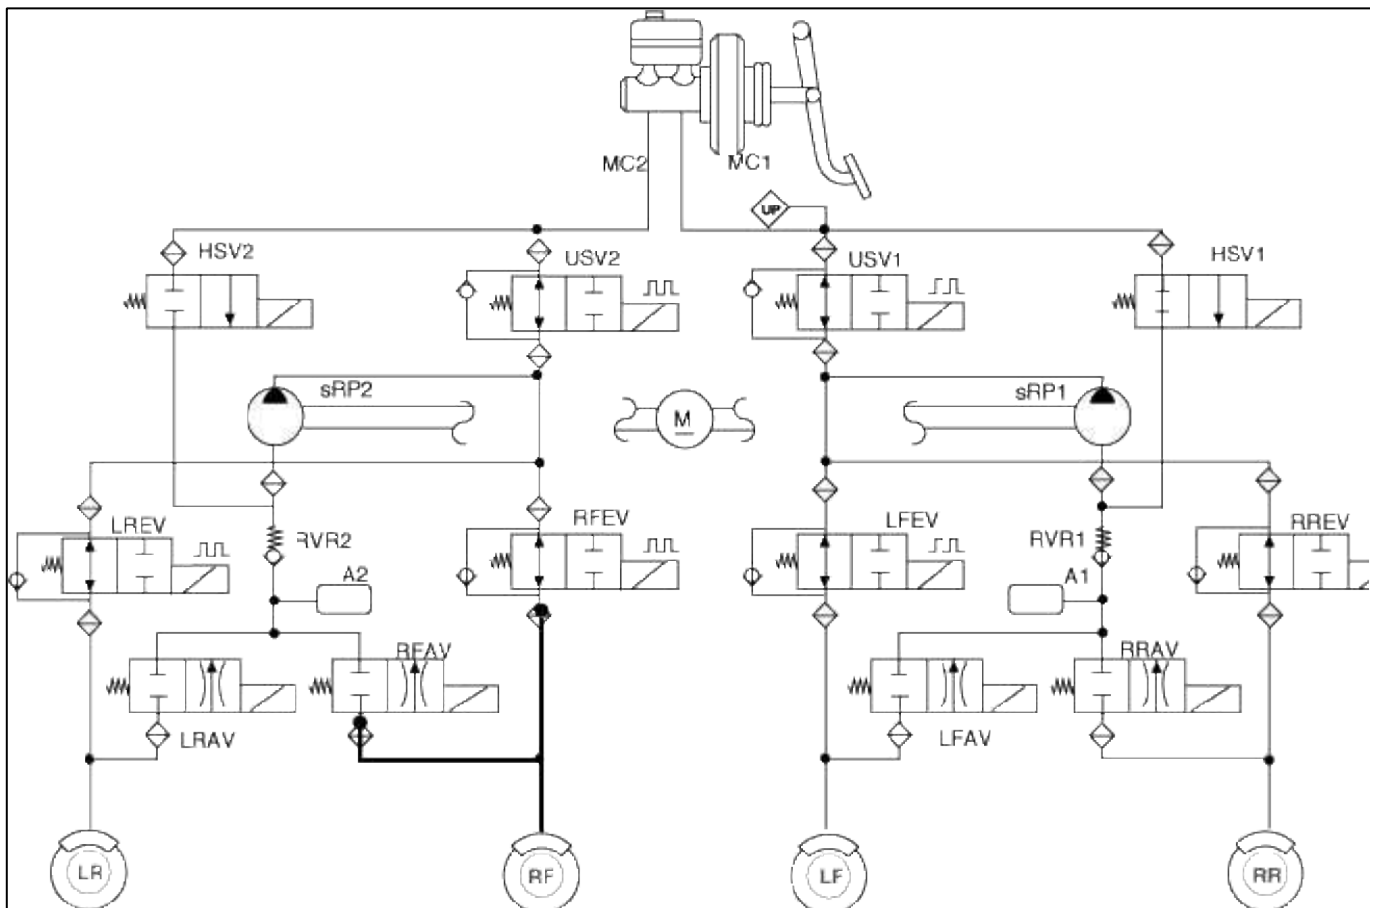 MC2
MC1
UP
HSV2
USV2
USV1
HSV1
sRP2
M
sRP1
LREV
RVR2
RFEV
LFEV
RVR1
RREV
A2
A1
RFAV
RRAV
LRAV
LFAV
LR
RF
LF
RR